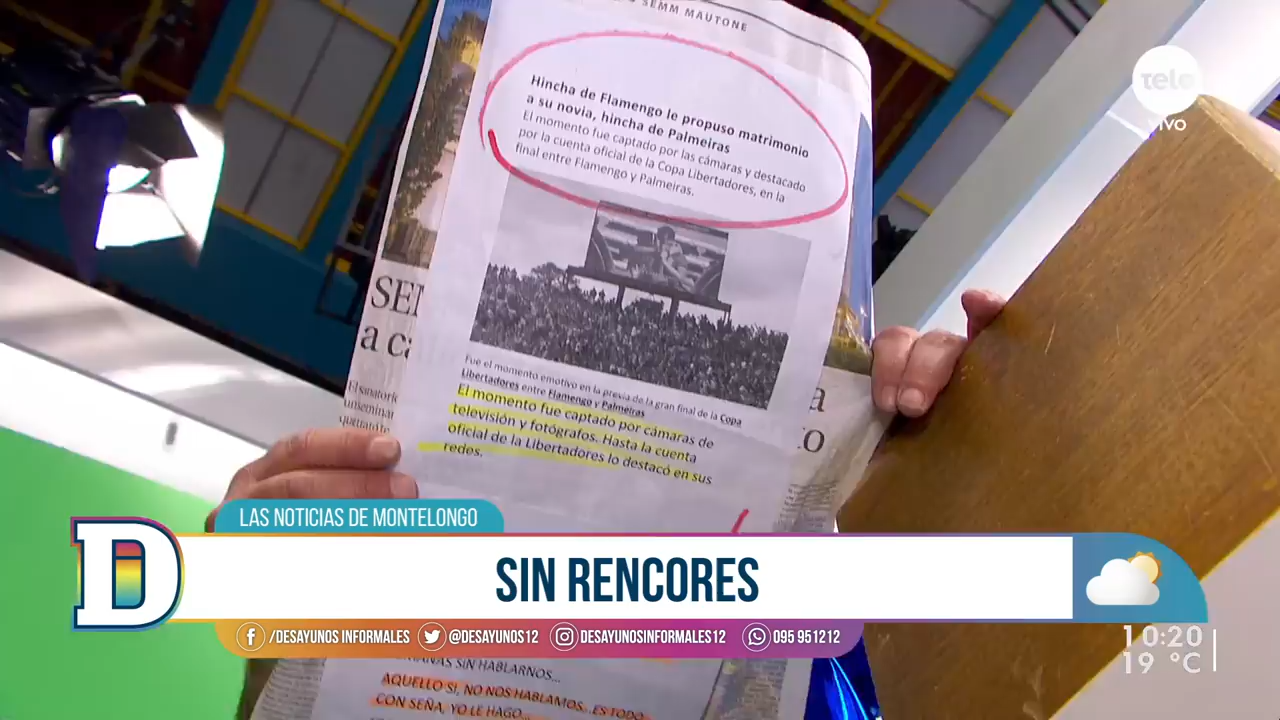 SEMM MAUTONE
Hincha de Flamengo le propuso matrimonio
a su novia, hincha de Palmeiras
El momento fue captado por las cámaras y destacado
por la cuenta oficial de la Copa Libertadores, en la
final entre Flamengo y Palmeiras.
telo
vivo
Fue el momento emotivo en la previa de la gran final de la Copa
Libertadores entre Flamengo y Palmeiras
El momento fue captado por cámaras de
televisión y fotógrafos. Hasta la cuenta
oficial de la Libertadores lo destacó en sus
redes.
LAS NOTICIAS DE MONTELONGO
D
SIN RENCORES
/DESAYUNOS INFORMALES @DESAYUNOS12 DESAYUNOSINFORMALES12 095 951212
10:20
19 °C
SIN HABLARNOS...
AQUELLO SI, NO NOS HABLAMOS. ES TODO
CON SEÑA, YO LE HAGO...